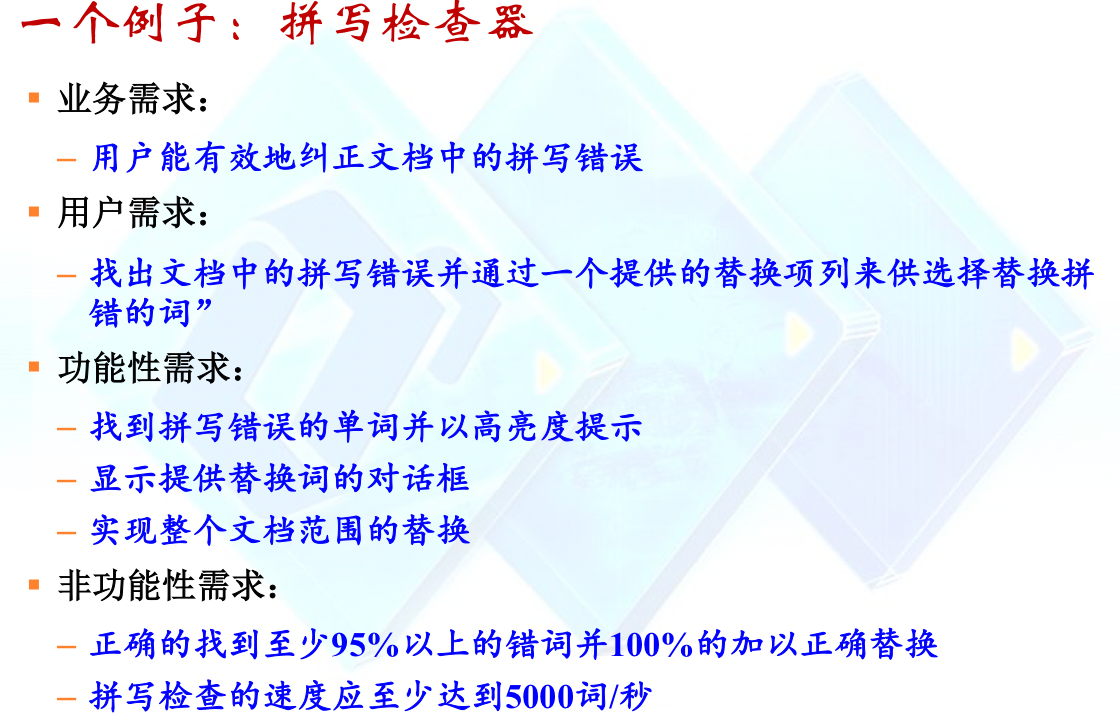 一个例子：拼写检查器
业务需求：
– 用户能有效地纠正文档中的拼写错误
用户需求：
– 找出文档中的拼写错误并通过一个提供的替换项列来供选择替换拼
错的词”
功能性需求：
– 找到拼写错误的单词并以高亮度提示
– 显示提供替换词的对话框
– 实现整个文档范围的替换
非功能性需求：
– 正确的找到至少95%以上的错词并100%的加以正确替换
– 拼写检查的速度应至少达到5000词/秒